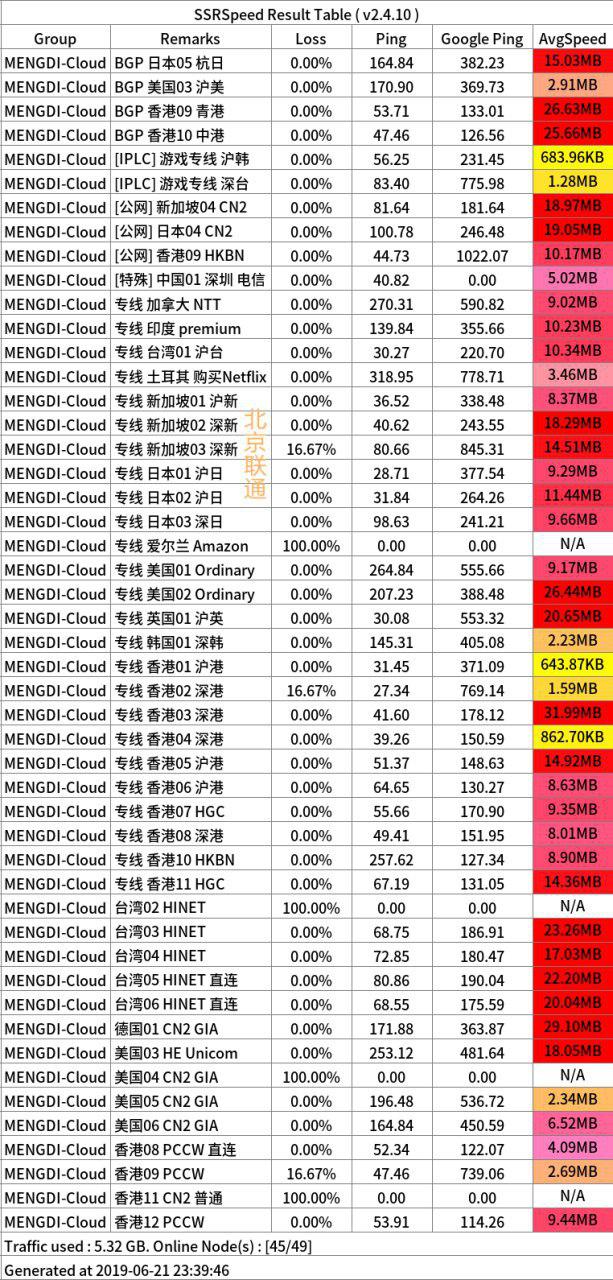 SSRSpeed Result Table ( v2.4.10 )
Group Remarks Loss Ping Google Ping AvgSpeed
MENGDI-Cloud BGP 日本05 杭日 0.00% 164.84 382.23 15.03MB
MENGDI-Cloud BGP 美国03 沪美 0.00% 170.90 369.73 2.91MB
MENGDI-Cloud BGP 香港09 青港 0.00% 53.71 133.01 26.63MB
MENGDI-Cloud BGP 香港10 中港 0.00% 47.46 126.56 25.66MB
MENGDI-Cloud [IPLC] 游戏专线 沪韩 0.00% 56.25 231.45 683.96KB
MENGDI-Cloud [IPLC] 游戏专线 深台 0.00% 83.40 775.98 1.28MB
MENGDI-Cloud [公网] 新加坡04 CN2 0.00% 81.64 181.64 18.97MB
MENGDI-Cloud [公网] 日本04 CN2 0.00% 100.78 246.48 19.05MB
MENGDI-Cloud [公网] 香港09 HKBN 0.00% 44.73 1022.07 10.17MB
MENGDI-Cloud [特殊] 中国01 深圳 电信 0.00% 40.82 0.00 5.02MB
MENGDI-Cloud 专线 加拿大 NTT 0.00% 270.31 590.82 9.02MB
MENGDI-Cloud 专线 印度 premium 0.00% 139.84 355.66 10.23MB
MENGDI-Cloud 专线 台湾01 沪台 0.00% 30.27 220.70 10.34MB
MENGDI-Cloud 专线 土耳其 购买Netflix 0.00% 318.95 778.71 3.46MB
MENGDI-Cloud 专线 新加坡01 沪新 0.00% 36.52 338.48 8.37MB
MENGDI-Cloud 专线 新加坡02 深新 0.00% 40.62 243.55 18.29MB
MENGDI-Cloud 专线 新加坡03 深新 16.67% 80.66 845.31 14.51MB
MENGDI-Cloud 专线 日本01 沪日 0.00% 28.71 377.54 9.29MB
MENGDI-Cloud 专线 日本02 沪日 0.00% 31.84 264.26 11.44MB
MENGDI-Cloud 专线 日本03 深日 0.00% 98.63 241.21 9.66MB
MENGDI-Cloud 专线 爱尔兰 Amazon 100.00% 0.00 0.00 N/A
MENGDI-Cloud 专线 美国01 Ordinary 0.00% 264.84 555.66 9.17MB
MENGDI-Cloud 专线 美国02 Ordinary 0.00% 207.23 388.48 26.44MB
MENGDI-Cloud 专线 英国01 沪英 0.00% 30.08 553.32 20.65MB
MENGDI-Cloud 专线 韩国01 深韩 0.00% 145.31 405.08 2.23MB
MENGDI-Cloud 专线 香港01 沪港 0.00% 31.45 371.09 643.87KB
MENGDI-Cloud 专线 香港02 深港 16.67% 27.34 769.14 1.59MB
MENGDI-Cloud 专线 香港03 深港 0.00% 41.60 178.12 31.99MB
MENGDI-Cloud 专线 香港04 深港 0.00% 39.26 150.59 862.70KB
MENGDI-Cloud 专线 香港05 沪港 0.00% 51.37 148.63 14.92MB
MENGDI-Cloud 专线 香港06 沪港 0.00% 64.65 130.27 8.63MB
MENGDI-Cloud 专线 香港07 HGC 0.00% 55.66 170.90 9.35MB
MENGDI-Cloud 专线 香港08 深港 0.00% 49.41 151.95 8.01MB
MENGDI-Cloud 专线 香港10 HKBN 0.00% 257.62 127.34 8.90MB
MENGDI-Cloud 专线 香港11 HGC 0.00% 67.19 131.05 14.36MB
MENGDI-Cloud 台湾02 HINET 100.00% 0.00 0.00 N/A
MENGDI-Cloud 台湾03 HINET 0.00% 68.75 186.91 23.26MB
MENGDI-Cloud 台湾04 HINET 0.00% 72.85 180.47 17.03MB
MENGDI-Cloud 台湾05 HINET 直连 0.00% 80.86 190.04 22.20MB
MENGDI-Cloud 台湾06 HINET 直连 0.00% 68.55 175.59 20.04MB
MENGDI-Cloud 德国01 CN2 GIA 0.00% 171.88 363.87 29.10MB
MENGDI-Cloud 美国03 HE Unicom 0.00% 253.12 481.64 18.05MB
MENGDI-Cloud 美国04 CN2 GIA 100.00% 0.00 0.00 N/A
MENGDI-Cloud 美国05 CN2 GIA 0.00% 196.48 536.72 2.34MB
MENGDI-Cloud 美国06 CN2 GIA 0.00% 164.84 450.59 6.52MB
MENGDI-Cloud 香港08 PCCW 直连 0.00% 52.34 122.07 4.09MB
MENGDI-Cloud 香港09 PCCW 16.67% 47.46 739.06 2.69MB
MENGDI-Cloud 香港11 CN2 普通 100.00% 0.00 0.00 N/A
MENGDI-Cloud 香港12 PCCW 0.00% 53.91 114.26 9.44MB
Traffic used : 5.32 GB. Online Node(s) : [45/49]
Generated at 2019-06-21 23:39:46
北京联通